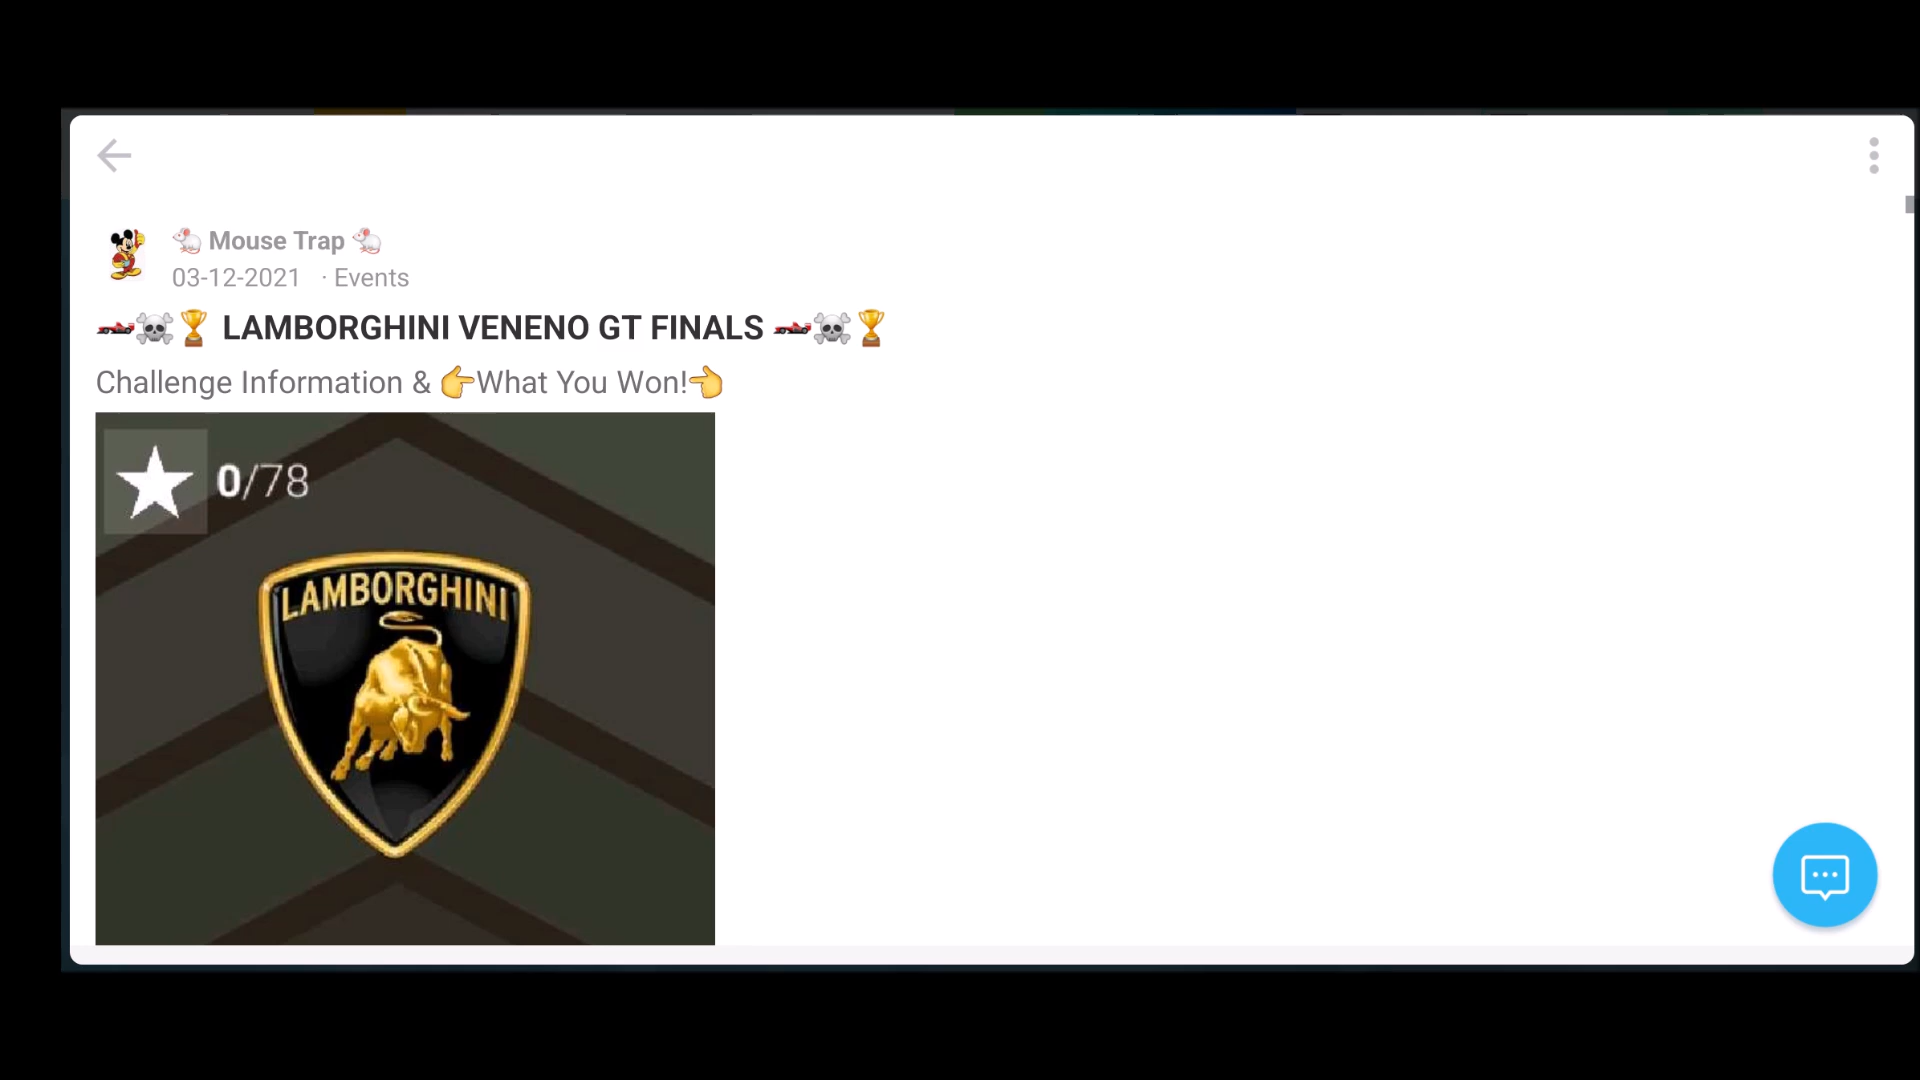 🐁 Mouse Trap 🐁
03-12-2021 · Events
🏎️☠️🏆 LAMBORGHINI VENENO GT FINALS 🏎️☠️🏆
Challenge Information & 👉What You Won!👈
0/78
LAMBORGHINI